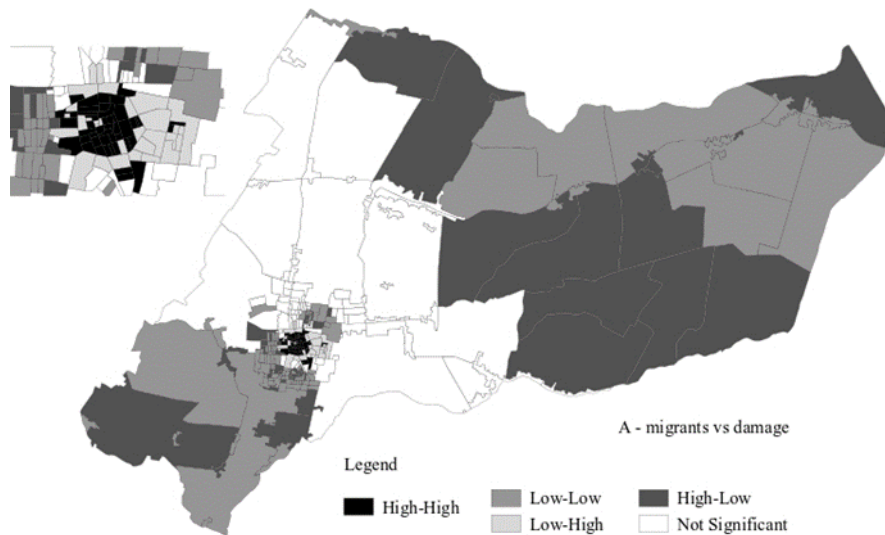 A - migrants vs damage
Legend
High-High
Low-Low
High-Low
Low-High
Not Significant